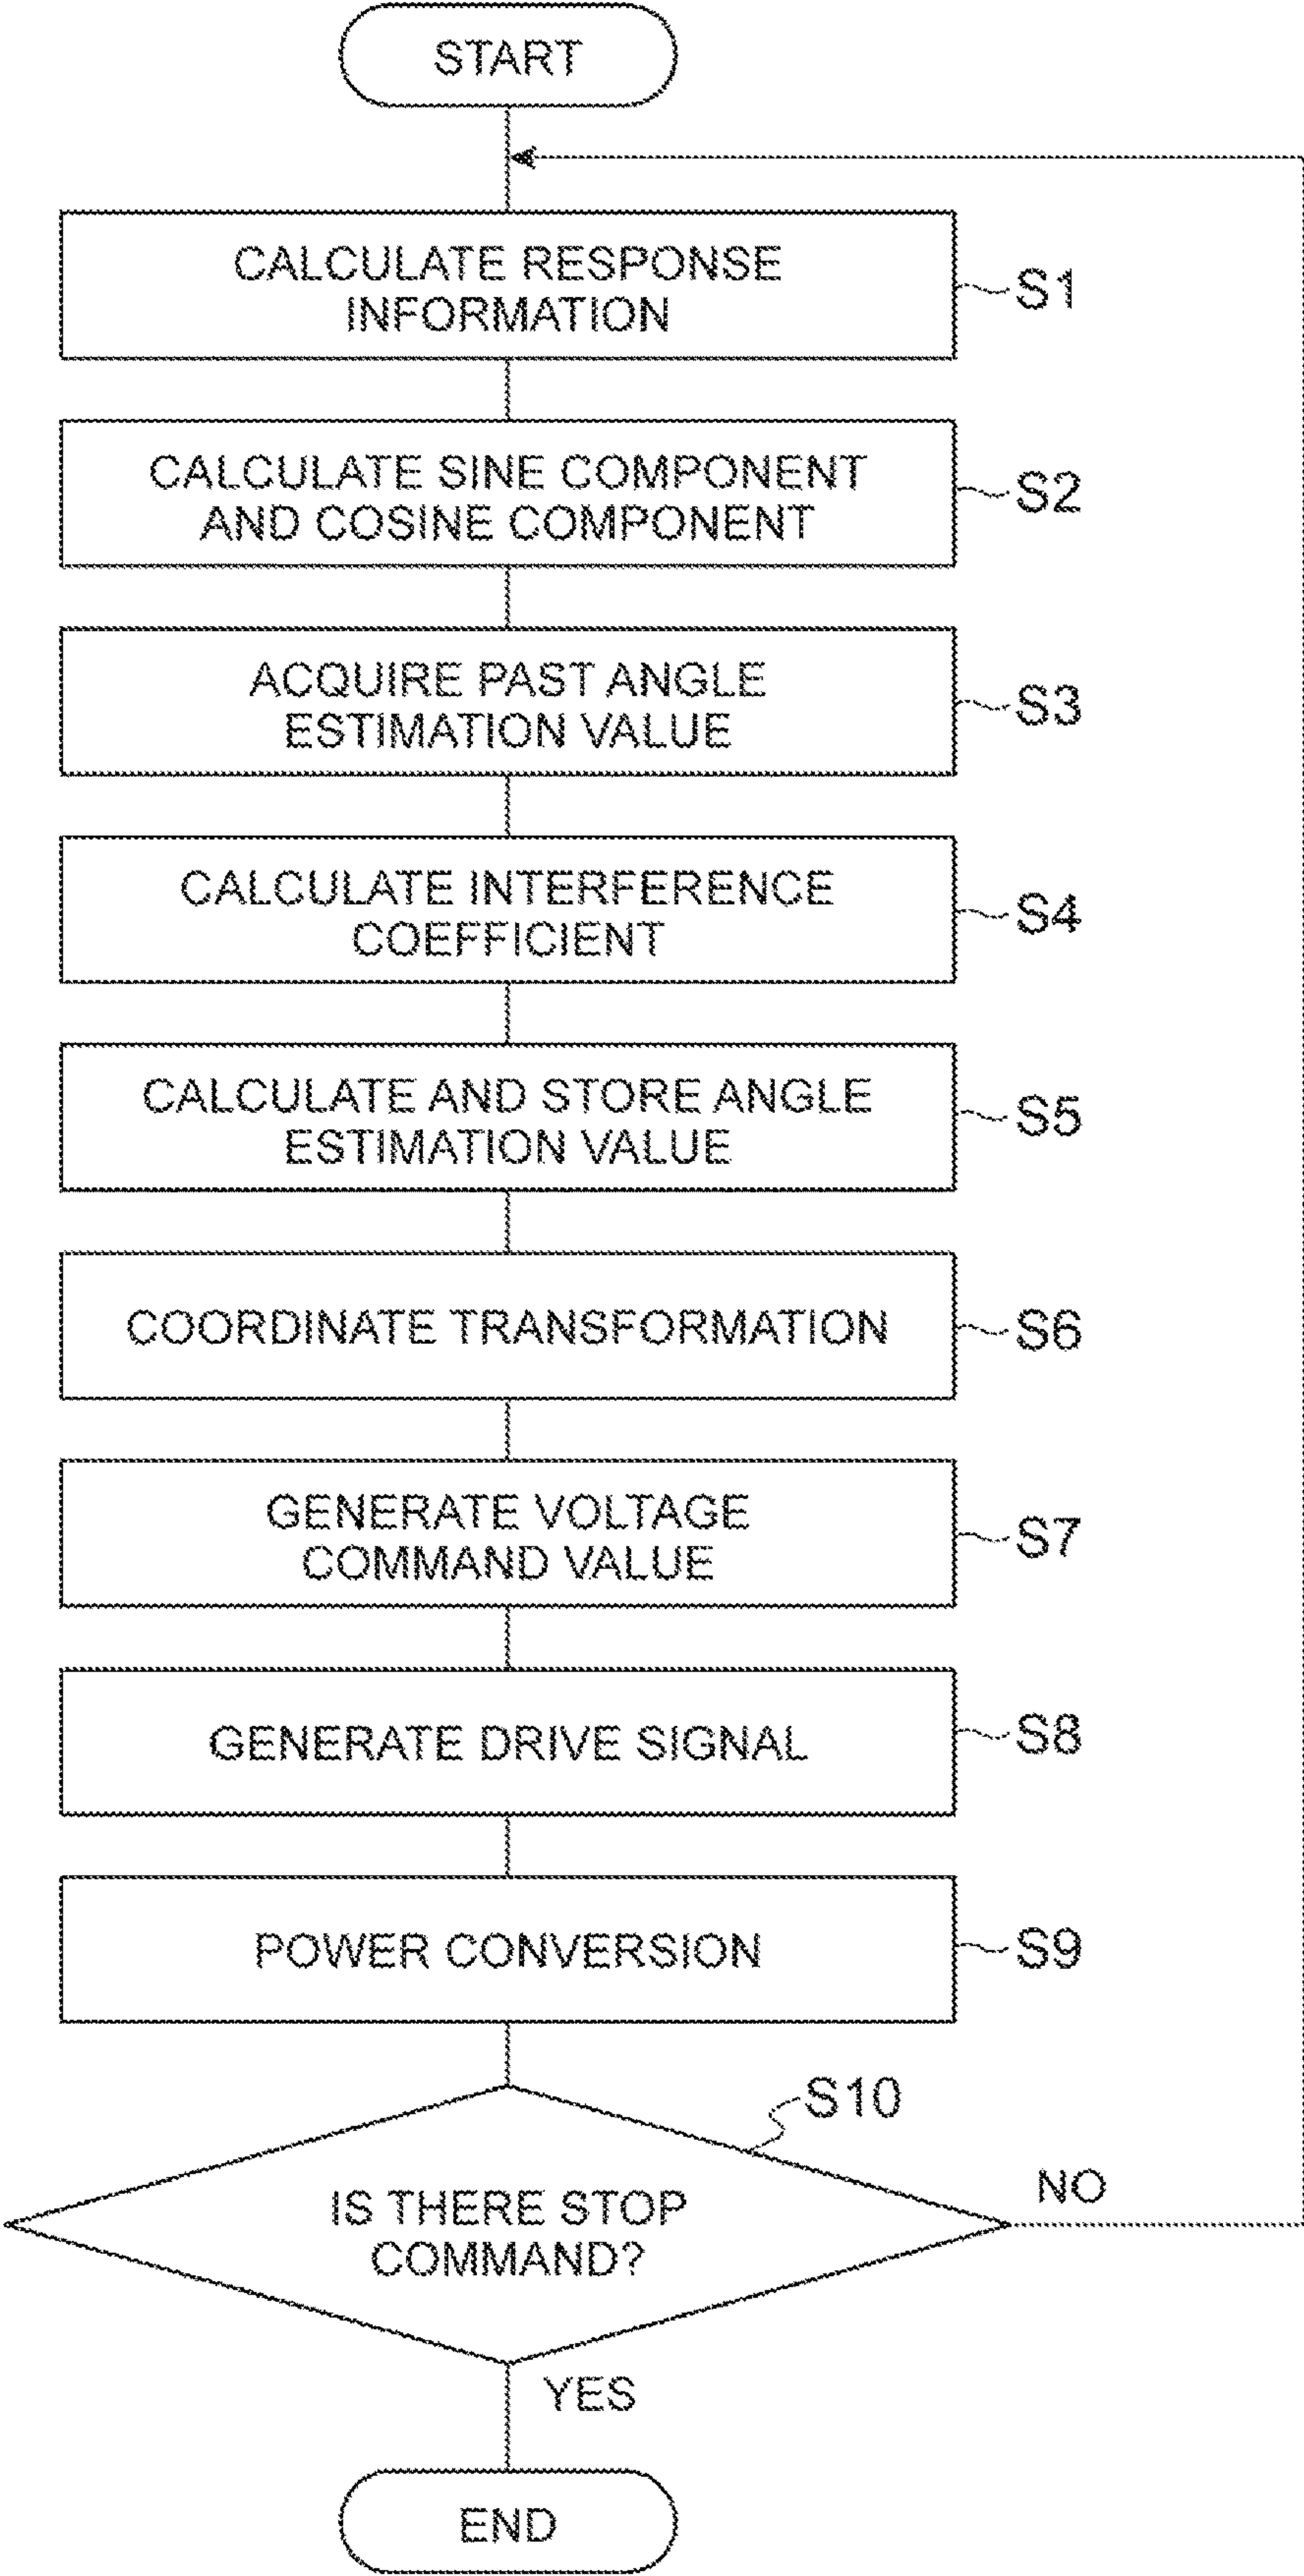 START
CALCULATE RESPONSE
INFORMATION
S1
CALCULATE SINE COMPONENT
AND COSINE COMPONENT
S2
ACQUIRE PAST ANGLE
ESTIMATION VALUE
S3
CALCULATE INTERFERENCE
COEFFICIENT
S4
CALCULATE AND STORE ANGLE
ESTIMATION VALUE
S5
COORDINATE TRANSFORMATION
S6
GENERATE VOLTAGE
COMMAND VALUE
S7
GENERATE DRIVE SIGNAL
S8
POWER CONVERSION
S9
S10
IS THERE STOP
COMMAND?
NO
YES
END